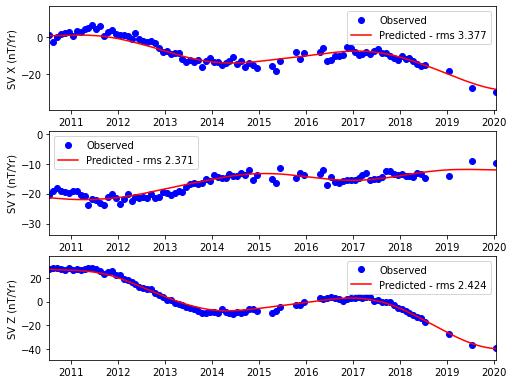 SV X (nT/Yr)
0
−20
Observed
Predicted - rms 3.377
2011 2012 2013 2014 2015 2016 2017 2018 2019 2020
SV Y (nT/Yr)
0
−10
−20
−30
Observed
Predicted - rms 2.371
2011 2012 2013 2014 2015 2016 2017 2018 2019 2020
SV Z (nT/Yr)
20
0
−20
−40
Observed
Predicted - rms 2.424
2011 2012 2013 2014 2015 2016 2017 2018 2019 2020